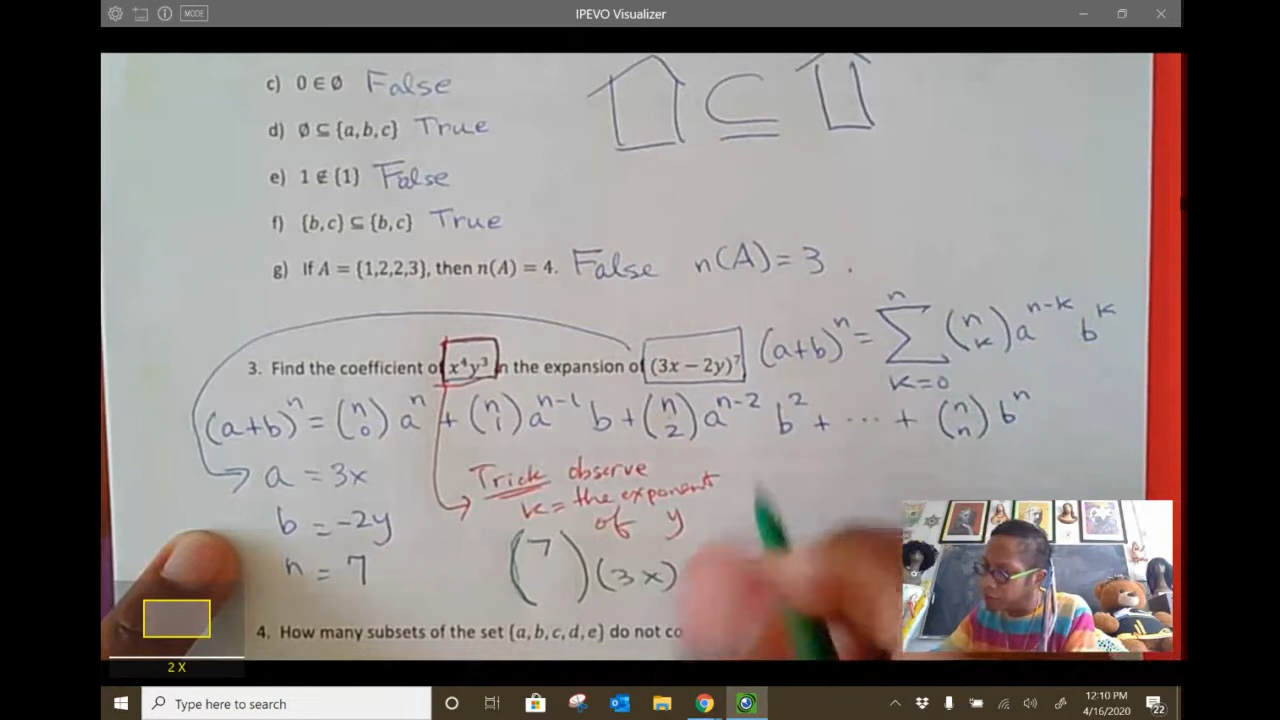 IPEVO Visualizer
MODE
c) 0 ∈ ∅ False
d) ∅ ⊆ {a,b,c} True
e) 1 ∉ {1} False
f) {b,c} ⊆ {b,c} True
⊆
g) If A = {1,2,2,3}, then n(A) = 4. False n(A) = 3 .
3. Find the coefficient of x⁴y³ in the expansion of (3x − 2y)⁷ (a+b)ⁿ = Σ (n k) aⁿ⁻ᵏ bᵏ
n
k=0
(a+b)ⁿ = (n 0) aⁿ + (n 1) aⁿ⁻¹ b + (n 2) aⁿ⁻² b² + ⋯ + (n n) bⁿ
a = 3x
b = -2y
n = 7
Trick observe
k = the exponent
of y
(7 ) (3x)
4. How many subsets of the set {a,b,c,d,e} do not co
2 X
Type here to search
12:10 PM
4/16/2020
22